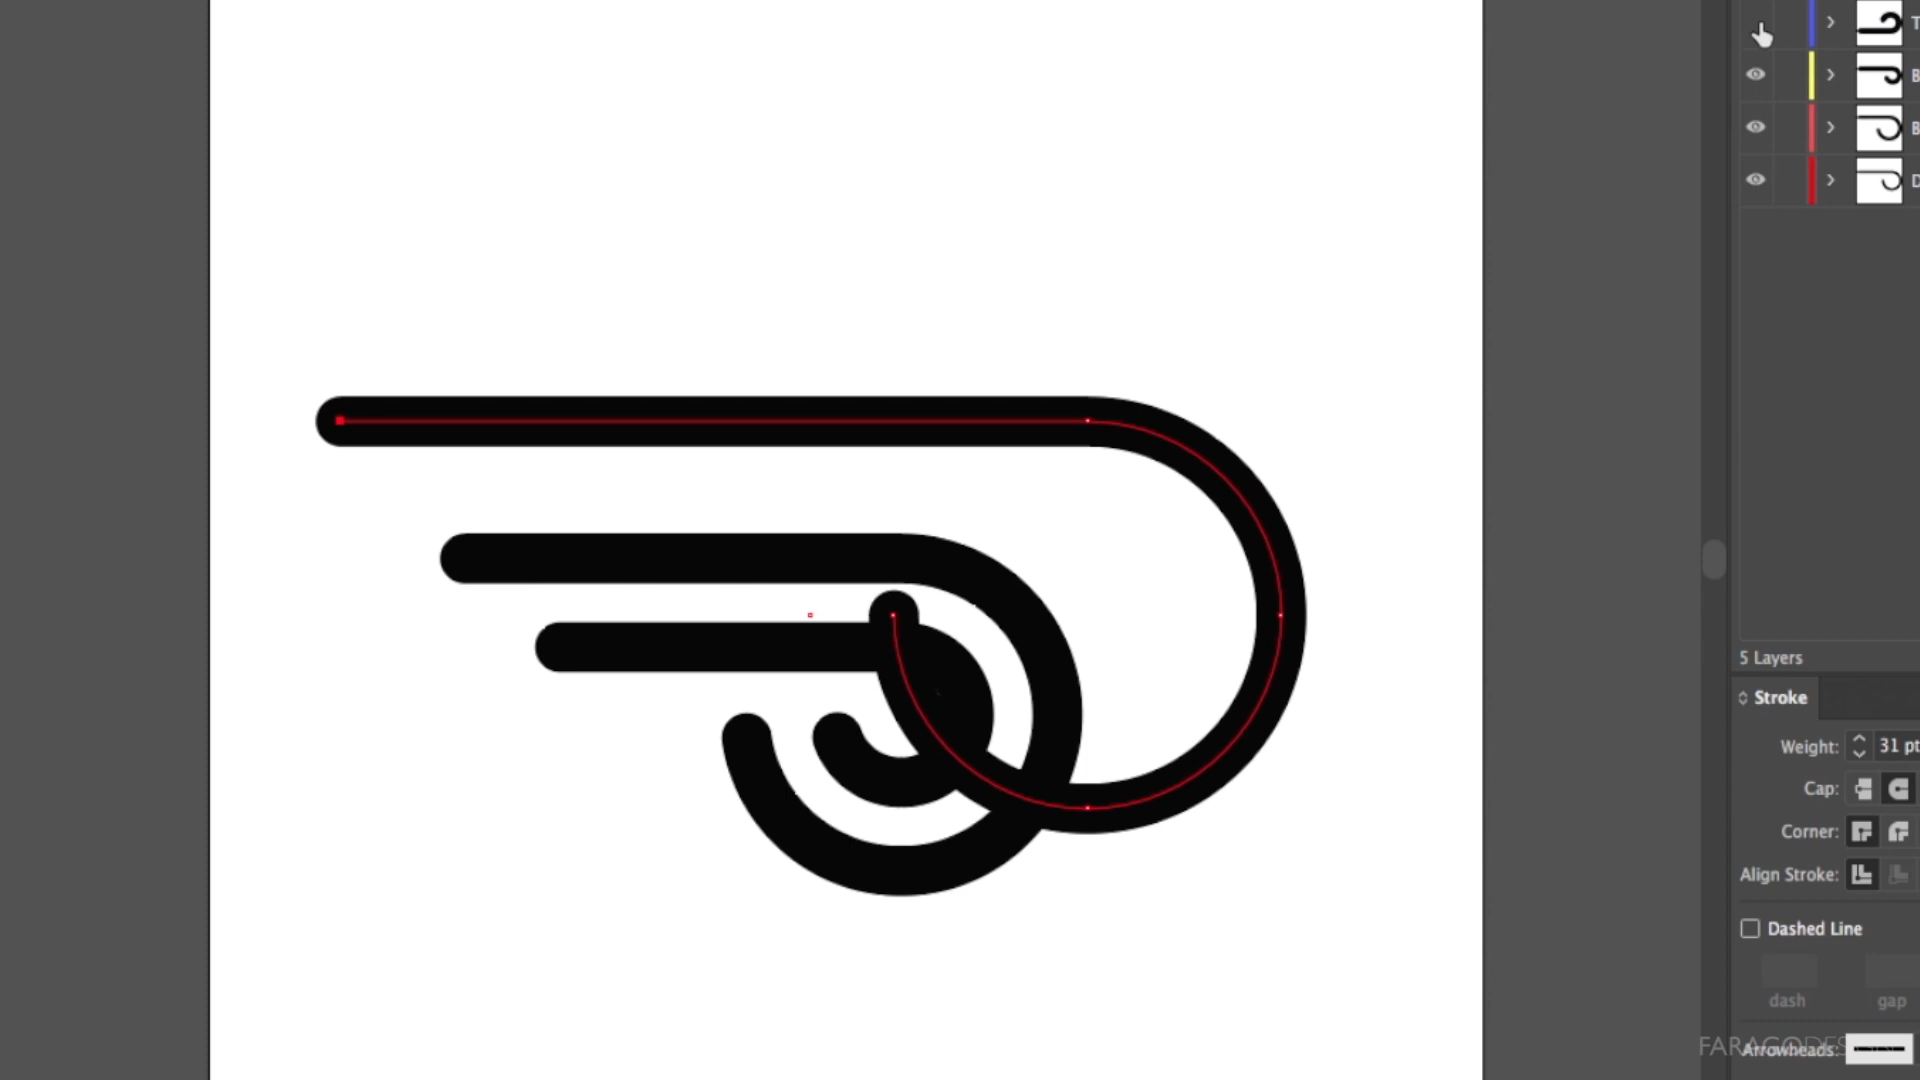 T
B
B
D
5 Layers
Stroke
Weight: 31 pt
Cap:
Corner:
Align Stroke:
Dashed Line
dash gap
Arrowheads: